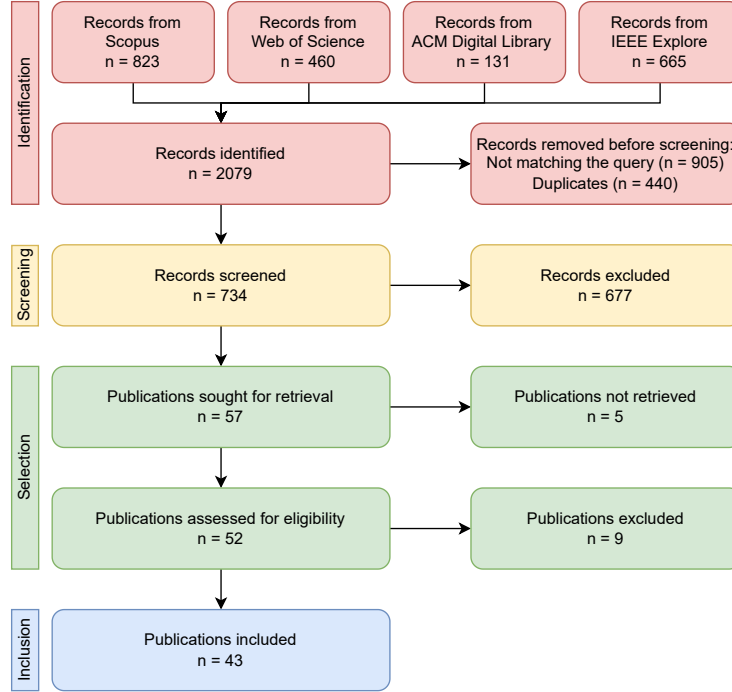 Identification
Records from
Scopus
n = 823
Records from
Web of Science
n = 460
Records from
ACM Digital Library
n = 131
Records from
IEEE Explore
n = 665
Records identified
n = 2079
Records removed before screening:
Not matching the query (n = 905)
Duplicates (n = 440)
Screening
Records screened
n = 734
Records excluded
n = 677
Selection
Publications sought for retrieval
n = 57
Publications not retrieved
n = 5
Publications assessed for eligibility
n = 52
Publications excluded
n = 9
Inclusion
Publications included
n = 43